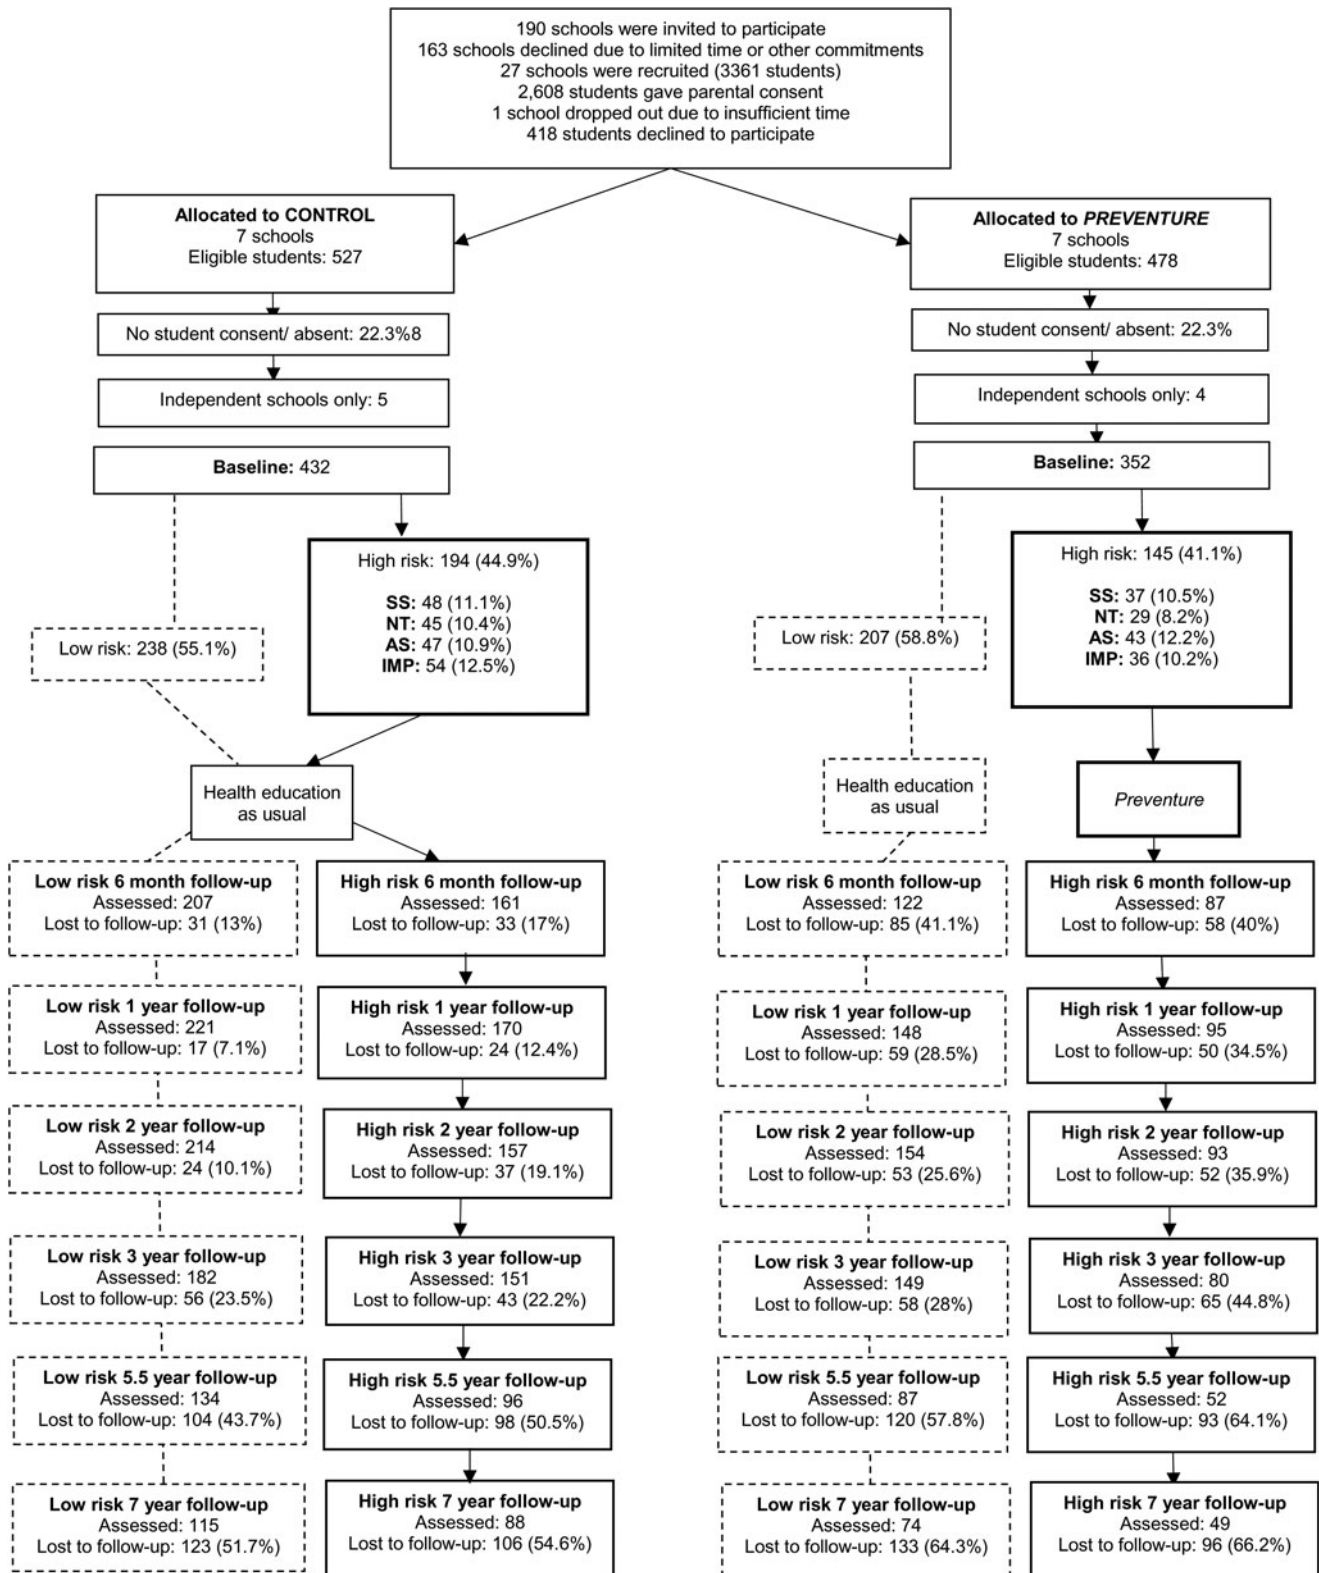 190 schools were invited to participate
163 schools declined due to limited time or other commitments
27 schools were recruited (3361 students)
2,608 students gave parental consent
1 school dropped out due to insufficient time
418 students declined to participate
Allocated to CONTROL
7 schools
Eligible students: 527
No student consent/ absent: 22.3%8
Independent schools only: 5
Baseline: 432
High risk: 194 (44.9%)
SS: 48 (11.1%)
NT: 45 (10.4%)
AS: 47 (10.9%)
IMP: 54 (12.5%)
Low risk: 238 (55.1%)
Health education
as usual
Low risk 6 month follow-up
Assessed: 207
Lost to follow-up: 31 (13%)
High risk 6 month follow-up
Assessed: 161
Lost to follow-up: 33 (17%)
Low risk 1 year follow-up
Assessed: 221
Lost to follow-up: 17 (7.1%)
High risk 1 year follow-up
Assessed: 170
Lost to follow-up: 24 (12.4%)
Low risk 2 year follow-up
Assessed: 214
Lost to follow-up: 24 (10.1%)
High risk 2 year follow-up
Assessed: 157
Lost to follow-up: 37 (19.1%)
Low risk 3 year follow-up
Assessed: 182
Lost to follow-up: 56 (23.5%)
High risk 3 year follow-up
Assessed: 151
Lost to follow-up: 43 (22.2%)
Low risk 5.5 year follow-up
Assessed: 134
Lost to follow-up: 104 (43.7%)
High risk 5.5 year follow-up
Assessed: 96
Lost to follow-up: 98 (50.5%)
Low risk 7 year follow-up
Assessed: 115
Lost to follow-up: 123 (51.7%)
High risk 7 year follow-up
Assessed: 88
Lost to follow-up: 106 (54.6%)
Allocated to PREVENTURE
7 schools
Eligible students: 478
No student consent/ absent: 22.3%
Independent schools only: 4
Baseline: 352
High risk: 145 (41.1%)
SS: 37 (10.5%)
NT: 29 (8.2%)
AS: 43 (12.2%)
IMP: 36 (10.2%)
Low risk: 207 (58.8%)
Health education
as usual
Preventure
Low risk 6 month follow-up
Assessed: 122
Lost to follow-up: 85 (41.1%)
High risk 6 month follow-up
Assessed: 87
Lost to follow-up: 58 (40%)
Low risk 1 year follow-up
Assessed: 148
Lost to follow-up: 59 (28.5%)
High risk 1 year follow-up
Assessed: 95
Lost to follow-up: 50 (34.5%)
Low risk 2 year follow-up
Assessed: 154
Lost to follow-up: 53 (25.6%)
High risk 2 year follow-up
Assessed: 93
Lost to follow-up: 52 (35.9%)
Low risk 3 year follow-up
Assessed: 149
Lost to follow-up: 58 (28%)
High risk 3 year follow-up
Assessed: 80
Lost to follow-up: 65 (44.8%)
Low risk 5.5 year follow-up
Assessed: 87
Lost to follow-up: 120 (57.8%)
High risk 5.5 year follow-up
Assessed: 52
Lost to follow-up: 93 (64.1%)
Low risk 7 year follow-up
Assessed: 74
Lost to follow-up: 133 (64.3%)
High risk 7 year follow-up
Assessed: 49
Lost to follow-up: 96 (66.2%)